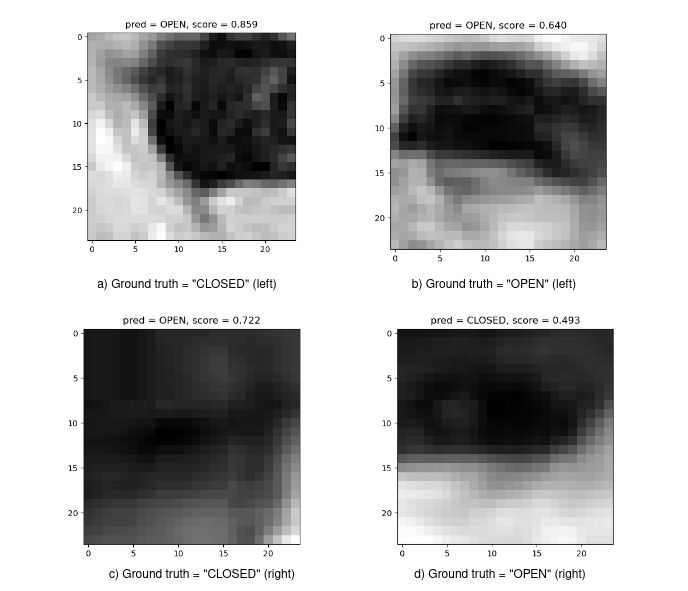 pred = OPEN, score = 0.859
0
5
10
15
20
0 5 10 15 20
a) Ground truth = "CLOSED" (left)
pred = OPEN, score = 0.640
0
5
10
15
20
0 5 10 15 20
b) Ground truth = "OPEN" (left)
pred = OPEN, score = 0.722
0
5
10
15
20
0 5 10 15 20
c) Ground truth = "CLOSED" (right)
pred = CLOSED, score = 0.493
0
5
10
15
20
0 5 10 15 20
d) Ground truth = "OPEN" (right)